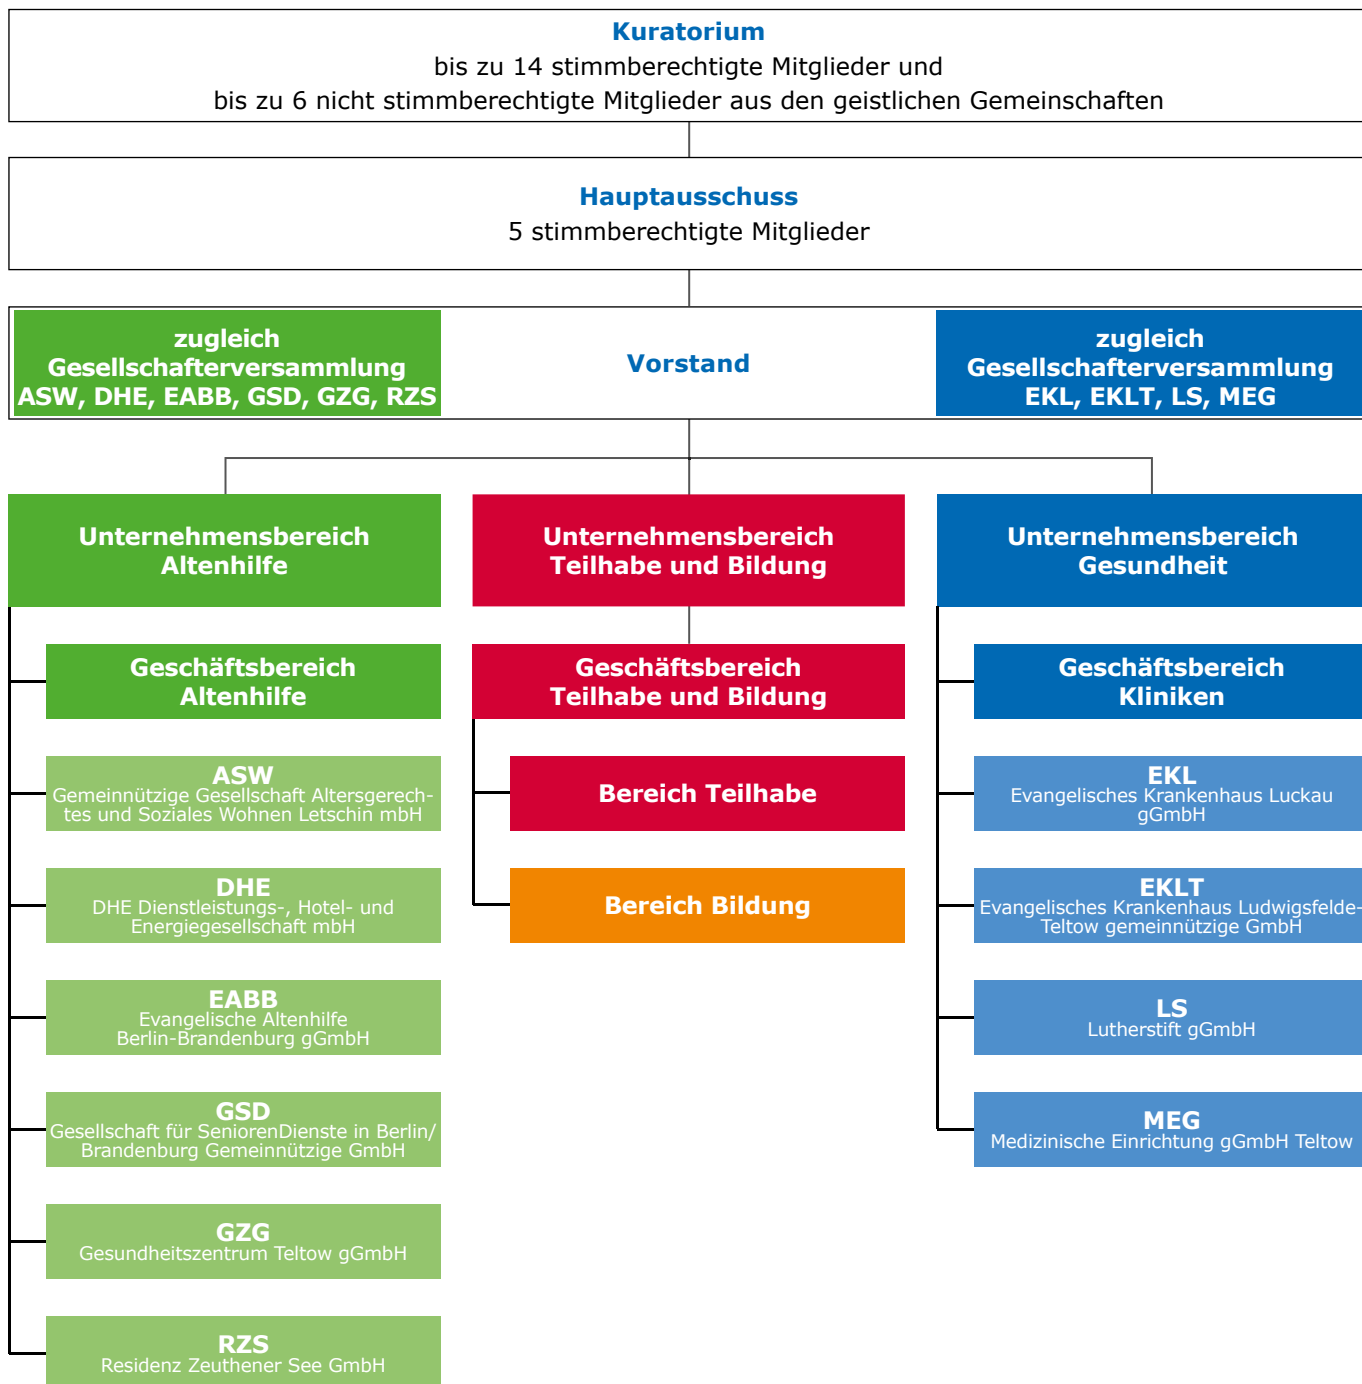 Kuratorium
bis zu 14 stimmberechtigte Mitglieder und
bis zu 6 nicht stimmberechtigte Mitglieder aus den geistlichen Gemeinschaften
Hauptausschuss
5 stimmberechtigte Mitglieder
zugleich
Gesellschafterversammlung
ASW, DHE, EABB, GSD, GZG, RZS
Vorstand
zugleich
Gesellschafterversammlung
EKL, EKLT, LS, MEG
Unternehmensbereich
Altenhilfe
Geschäftsbereich
Altenhilfe
ASW
Gemeinnützige Gesellschaft Altersgerech-
tes und Soziales Wohnen Letschin mbH
DHE
DHE Dienstleistungs-, Hotel- und
Energiegesellschaft mbH
EABB
Evangelische Altenhilfe
Berlin-Brandenburg gGmbH
GSD
Gesellschaft für SeniorenDienste in Berlin/
Brandenburg Gemeinnützige GmbH
GZG
Gesundheitszentrum Teltow gGmbH
RZS
Residenz Zeuthener See GmbH
Unternehmensbereich
Teilhabe und Bildung
Geschäftsbereich
Teilhabe und Bildung
Bereich Teilhabe
Bereich Bildung
Unternehmensbereich
Gesundheit
Geschäftsbereich
Kliniken
EKL
Evangelisches Krankenhaus Luckau
gGmbH
EKLT
Evangelisches Krankenhaus Ludwigsfelde-
Teltow gemeinnützige GmbH
LS
Lutherstift gGmbH
MEG
Medizinische Einrichtung gGmbH Teltow